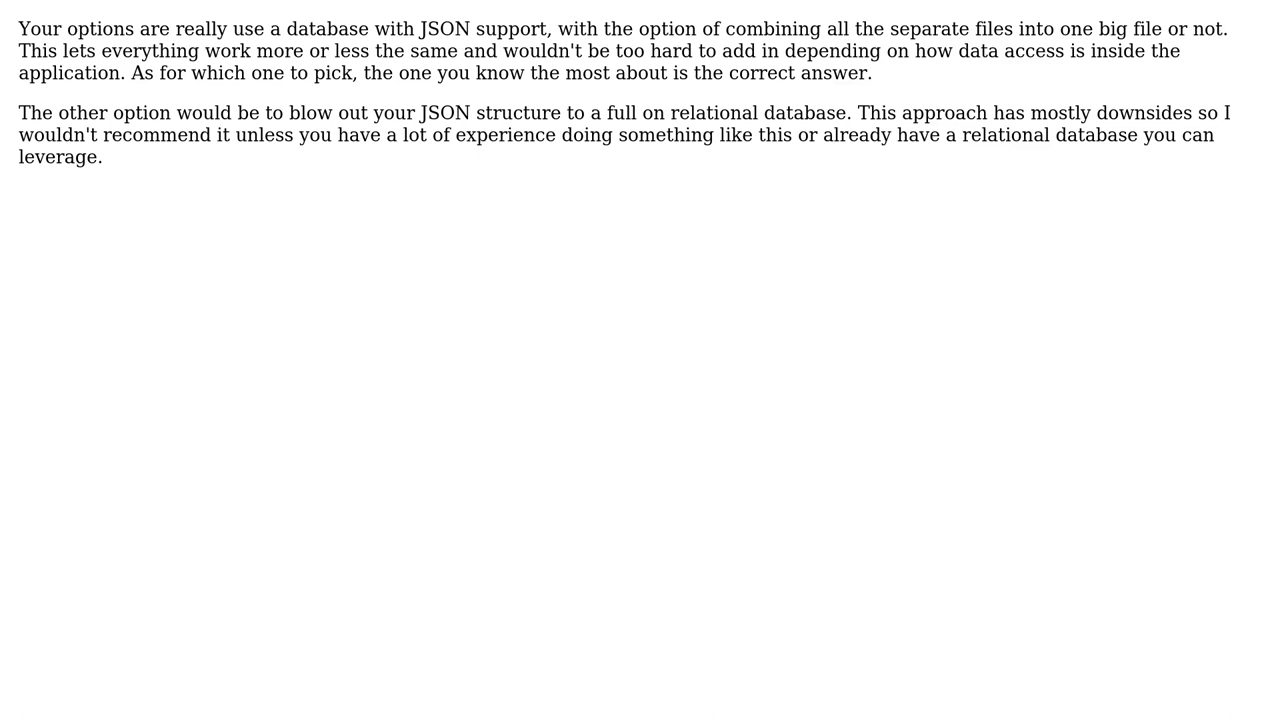 Your options are really use a database with JSON support, with the option of combining all the separate files into one big file or not.
This lets everything work more or less the same and wouldn't be too hard to add in depending on how data access is inside the
application. As for which one to pick, the one you know the most about is the correct answer.
The other option would be to blow out your JSON structure to a full on relational database. This approach has mostly downsides so I
wouldn't recommend it unless you have a lot of experience doing something like this or already have a relational database you can
leverage.